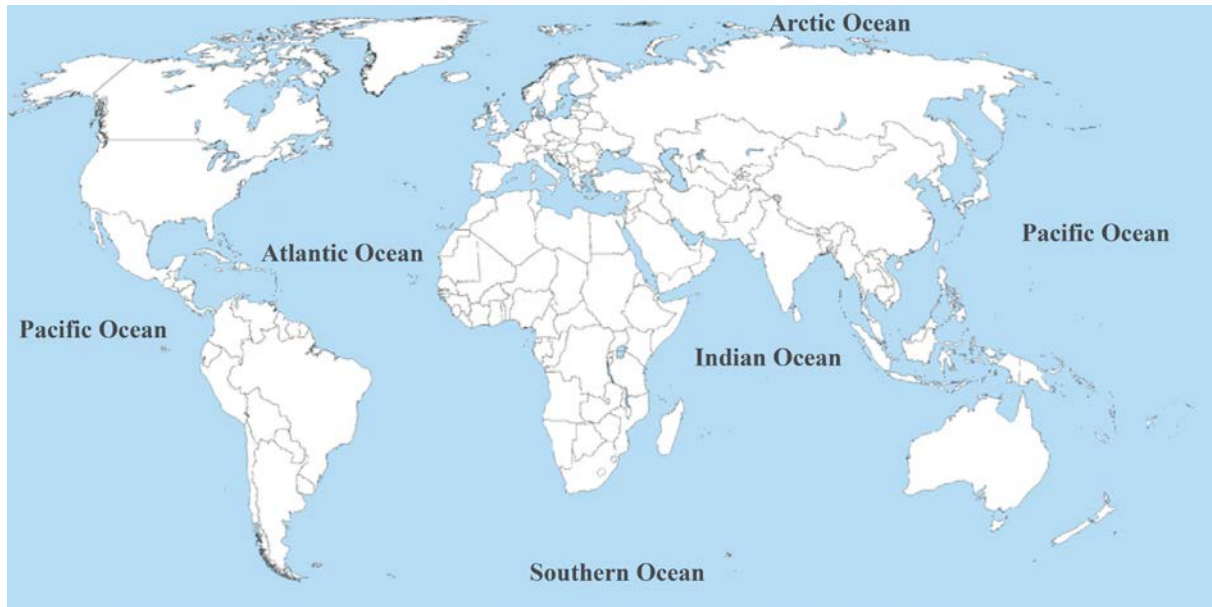 Arctic Ocean
Pacific Ocean
Atlantic Ocean
Pacific Ocean
Indian Ocean
Southern Ocean